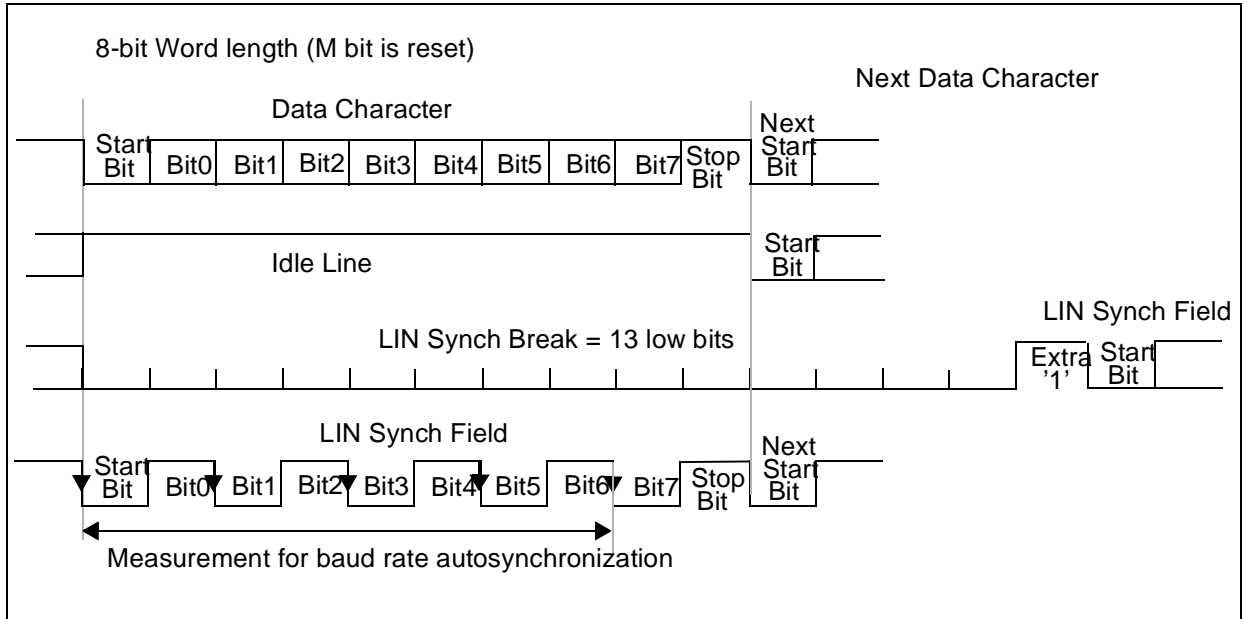 8-bit Word length (M bit is reset)
Next Data Character
Data Character
Start
Bit
Bit0
Bit1
Bit2
Bit3
Bit4
Bit5
Bit6
Bit7
Stop
Bit
Next
Start
Bit
Idle Line
Start
Bit
LIN Synch Field
LIN Synch Break = 13 low bits
Extra
'1'
Start
Bit
LIN Synch Field
Start
Bit
Bit0
Bit1
Bit2
Bit3
Bit4
Bit5
Bit6
Bit7
Stop
Bit
Next
Start
Bit
Measurement for baud rate autosynchronization